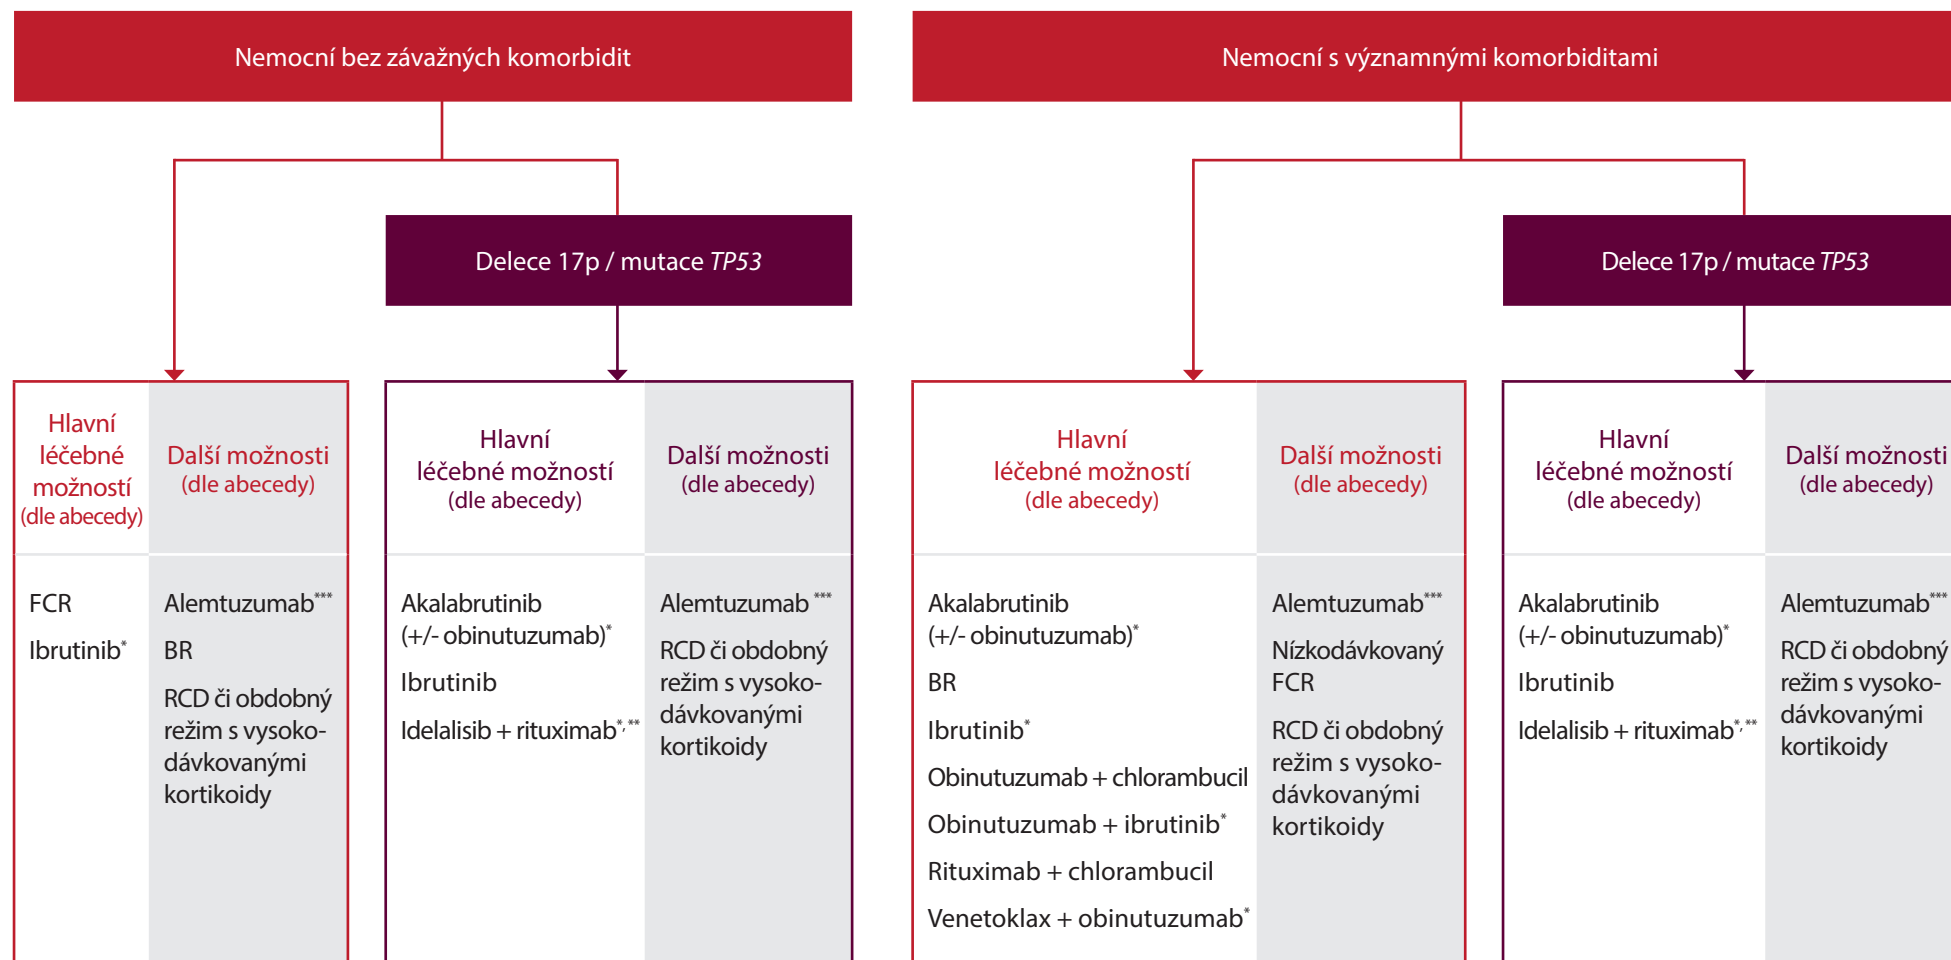 Nemocní bez závažných komorbidit
Nemocní s významnými komorbiditami
Delece 17p / mutace TP53
Delece 17p / mutace TP53
Hlavní
léčebné
možností
(dle abecedy)
Další možnosti
(dle abecedy)
FCR
Ibrutinib*
Alemtuzumab***
BR
RCD či obdobný
režim s vysoko-
dávkovanými
kortikoidy
Hlavní
léčebné možností
(dle abecedy)
Další možnosti
(dle abecedy)
Akalabrutinib
(+/- obinutuzumab)*
Ibrutinib
Idelalisib + rituximab*,**
Alemtuzumab ***
RCD či obdobný
režim s vysoko-
dávkovanými
kortikoidy
Hlavní
léčebné možností
(dle abecedy)
Další možnosti
(dle abecedy)
Akalabrutinib
(+/- obinutuzumab)*
BR
Ibrutinib*
Obinutuzumab + chlorambucil
Obinutuzumab + ibrutinib*
Rituximab + chlorambucil
Venetoklax + obinutuzumab*
Alemtuzumab***
Nízkodávkovaný
FCR
RCD či obdobný
režim s vysoko-
dávkovanými
kortikoidy
Hlavní
léčebné možností
(dle abecedy)
Další možnosti
(dle abecedy)
Akalabrutinib
(+/- obinutuzumab)*
Ibrutinib
Idelalisib + rituximab*,**
Alemtuzumab***
RCD či obdobný
režim s vysoko-
dávkovanými
kortikoidy